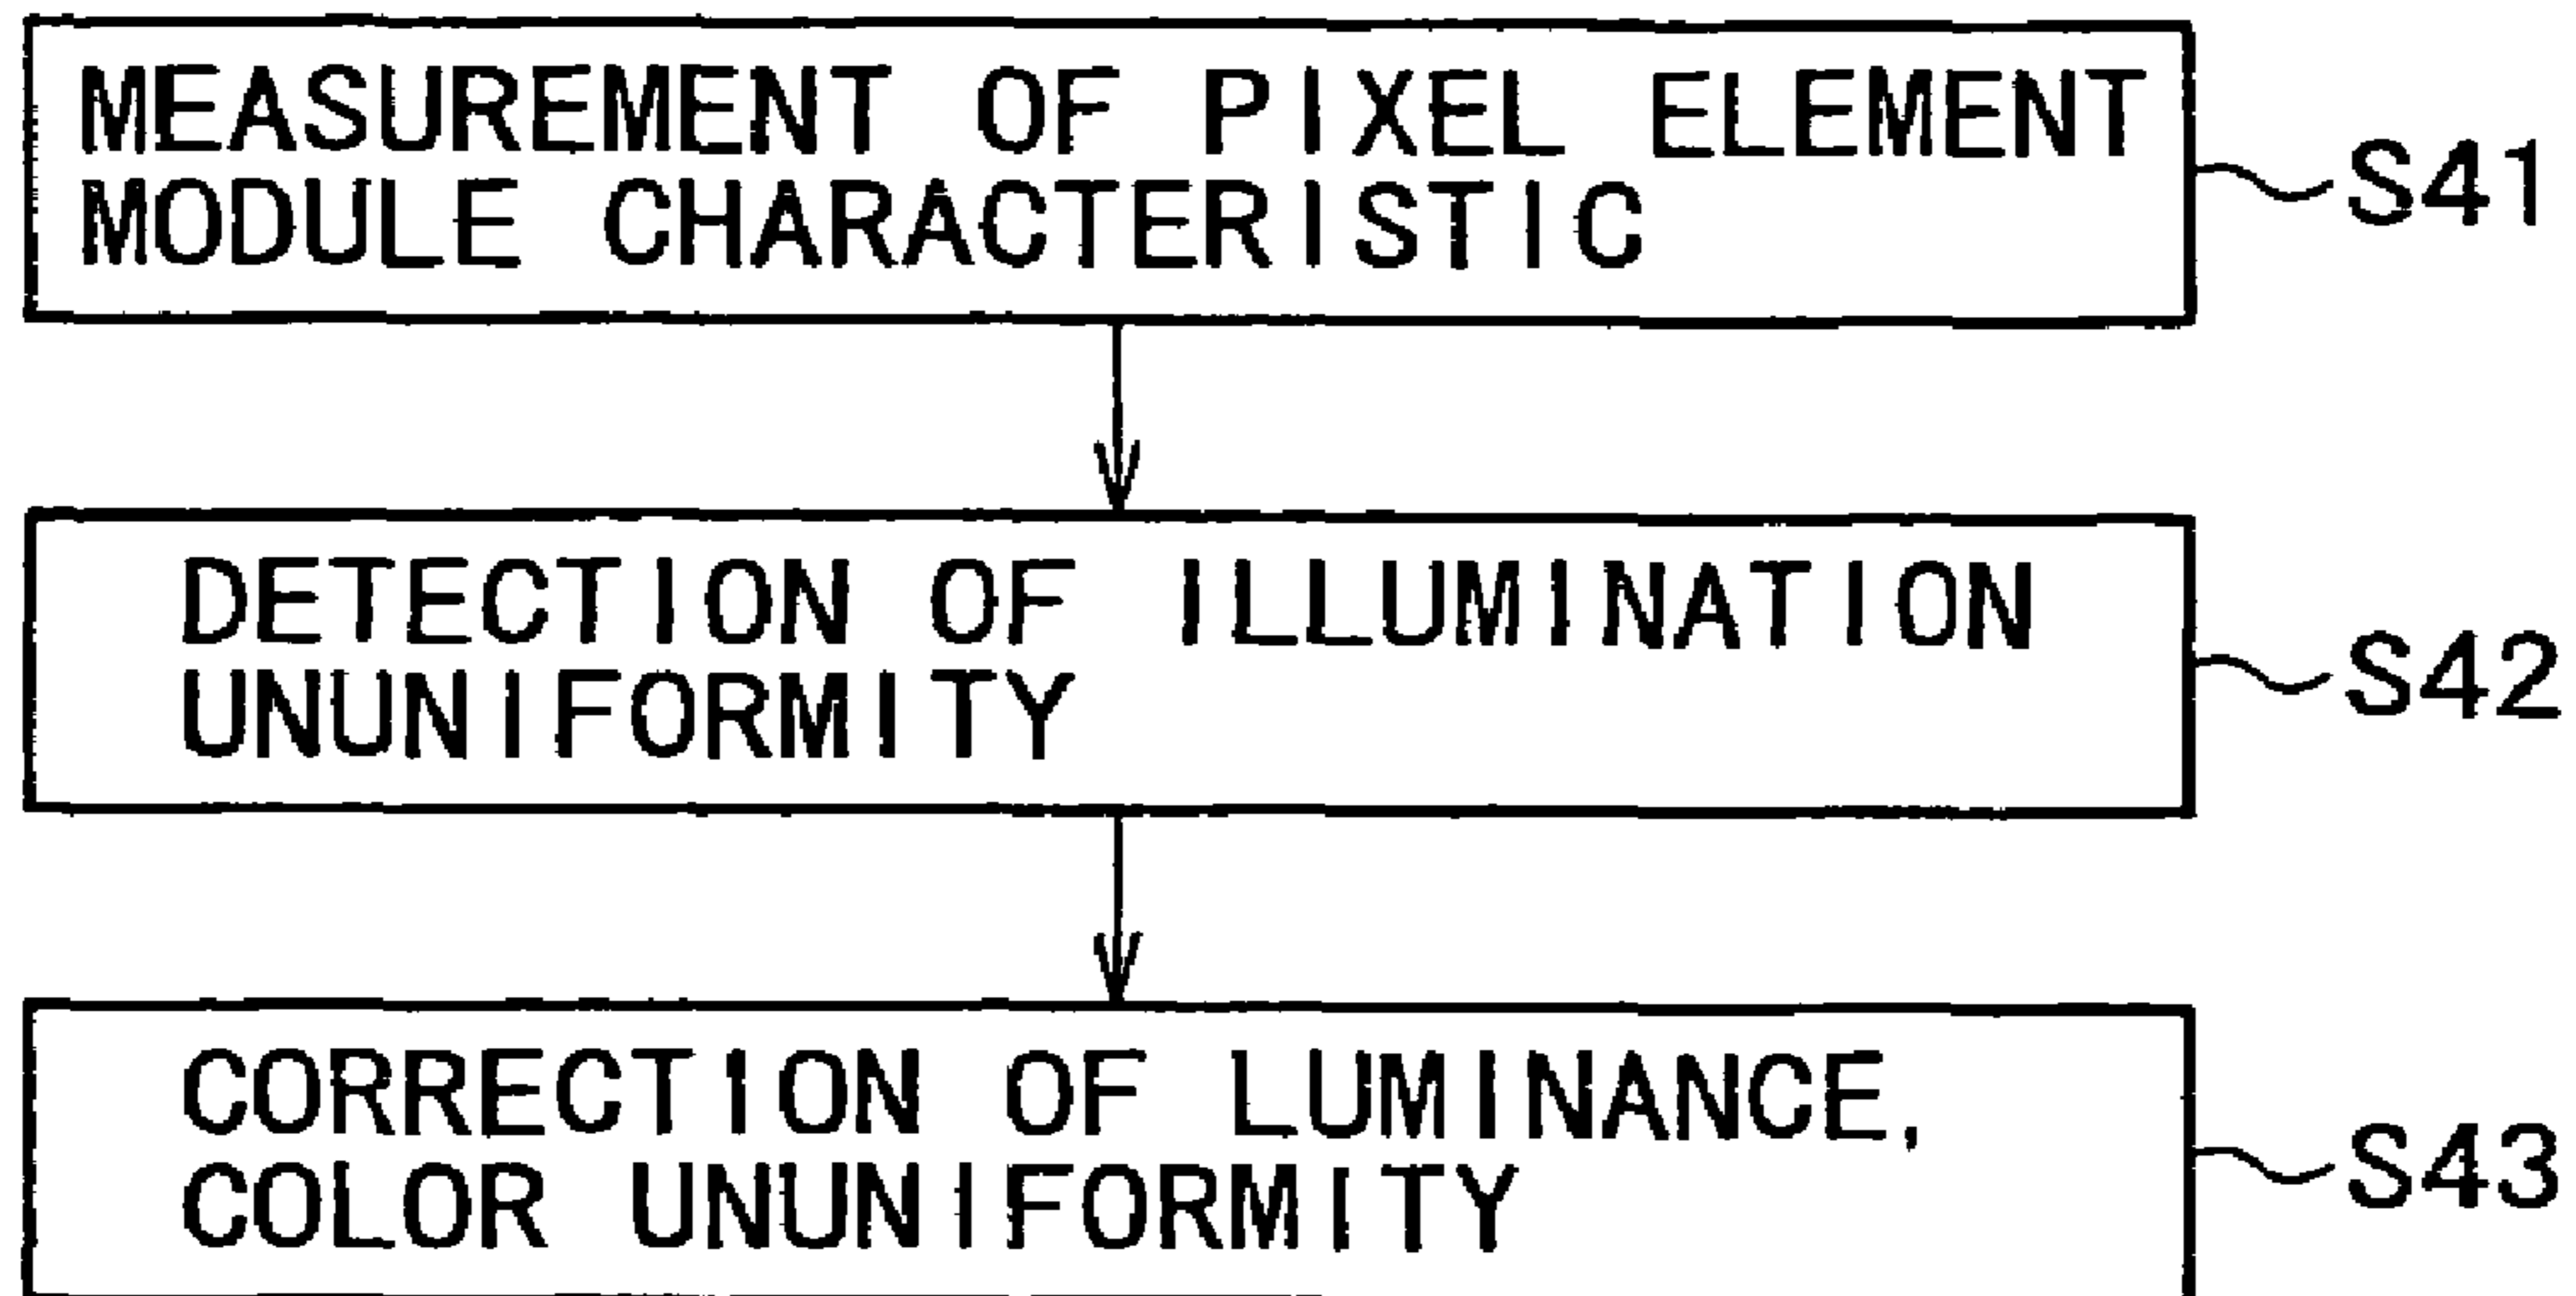 MEASUREMENT OF PIXEL ELEMENT
MODULE CHARACTERISTIC
S41
DETECTION OF ILLUMINATION
UNUNIFORMITY
S42
CORRECTION OF LUMINANCE,
COLOR UNUNIFORMITY
S43